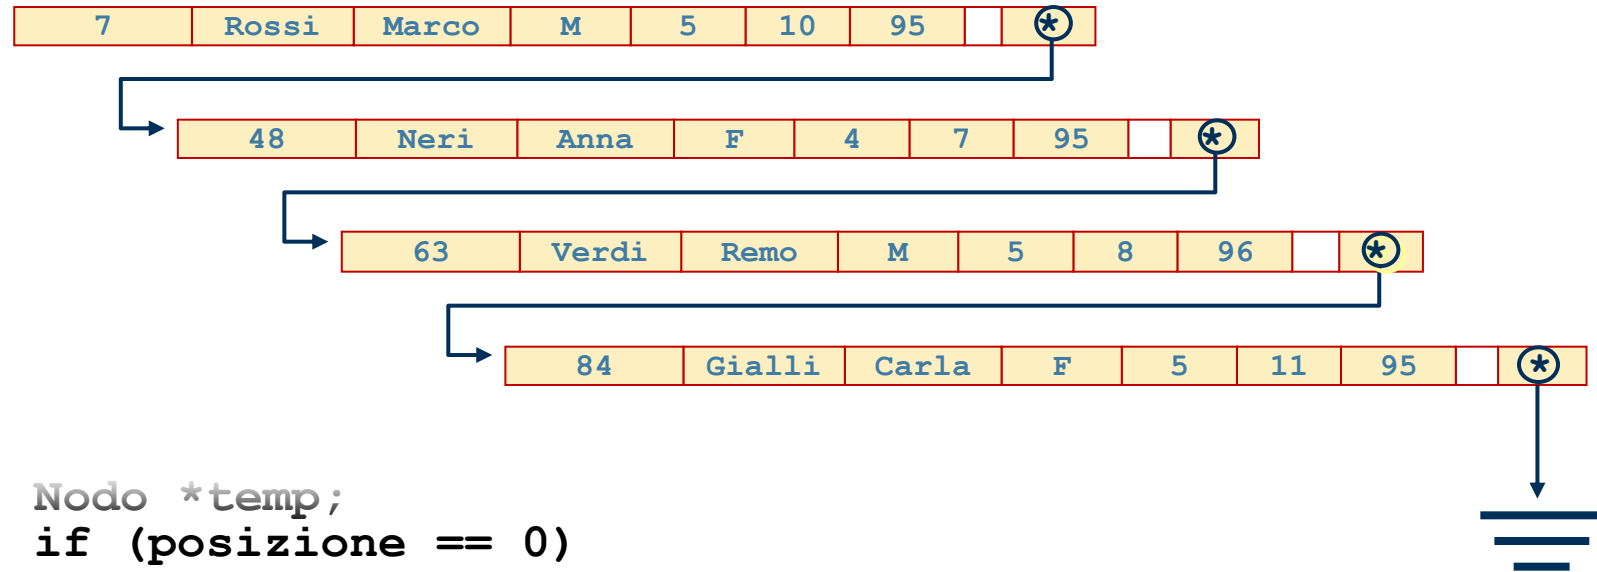 7 Rossi Marco M 5 10 95 *
48 Neri Anna F 4 7 95 *
63 Verdi Remo M 5 8 96 *
84 Gialli Carla F 5 11 95 *
Nodo *temp;
if (posizione == 0)